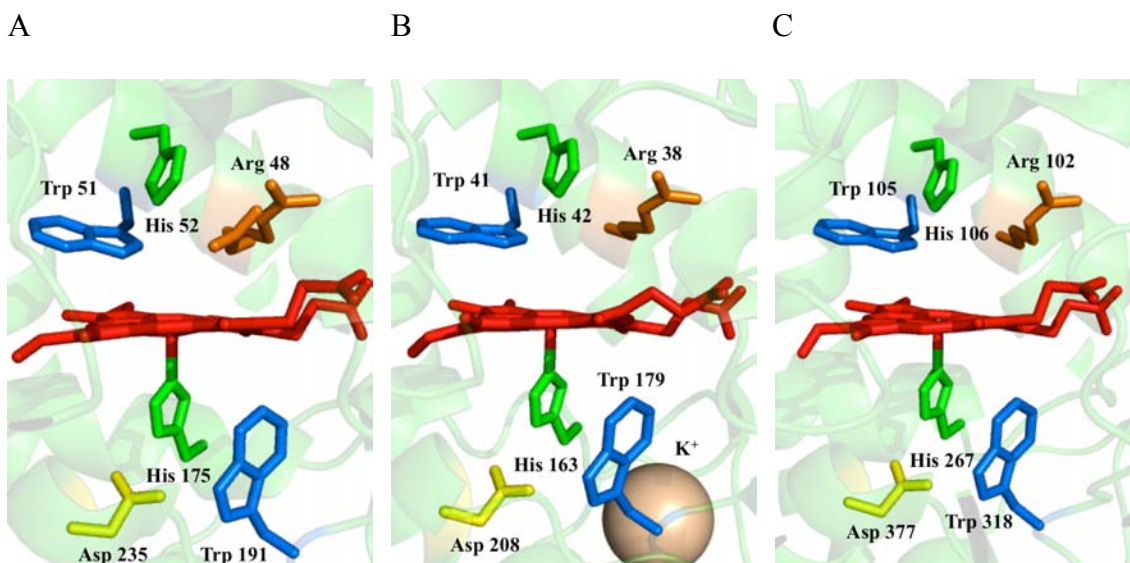 A
B
C
Trp 51
His 52
Arg 48
His 175
Asp 235
Trp 191
Trp 41
His 42
Arg 38
Trp 179
K+
His 163
Asp 208
Trp 105
His 106
Arg 102
His 267
Asp 377
Trp 318